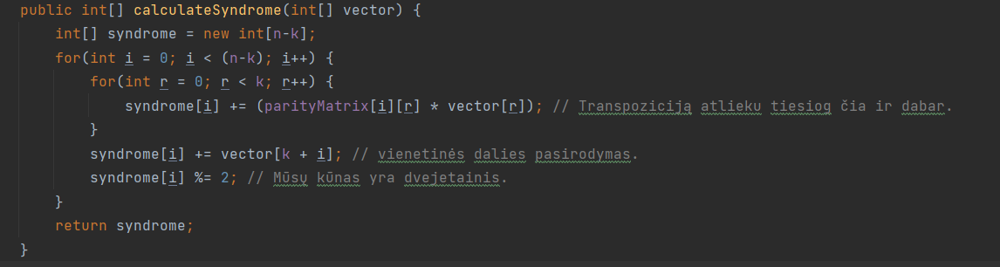 public int[] calculateSyndrome(int[] vector) {
    int[] syndrome = new int[n-k];
    for(int i = 0; i < (n-k); i++) {
        for(int r = 0; r < k; r++) {
            syndrome[i] += (parityMatrix[i][r] * vector[r]); // Transpoziciją atlieku tiesiog čia ir dabar.
        }
        syndrome[i] += vector[k + i]; // vienetinės dalies pasirodymas.
        syndrome[i] %= 2; // Mūsų kūnas yra dvejetainis.
    }
    return syndrome;
}